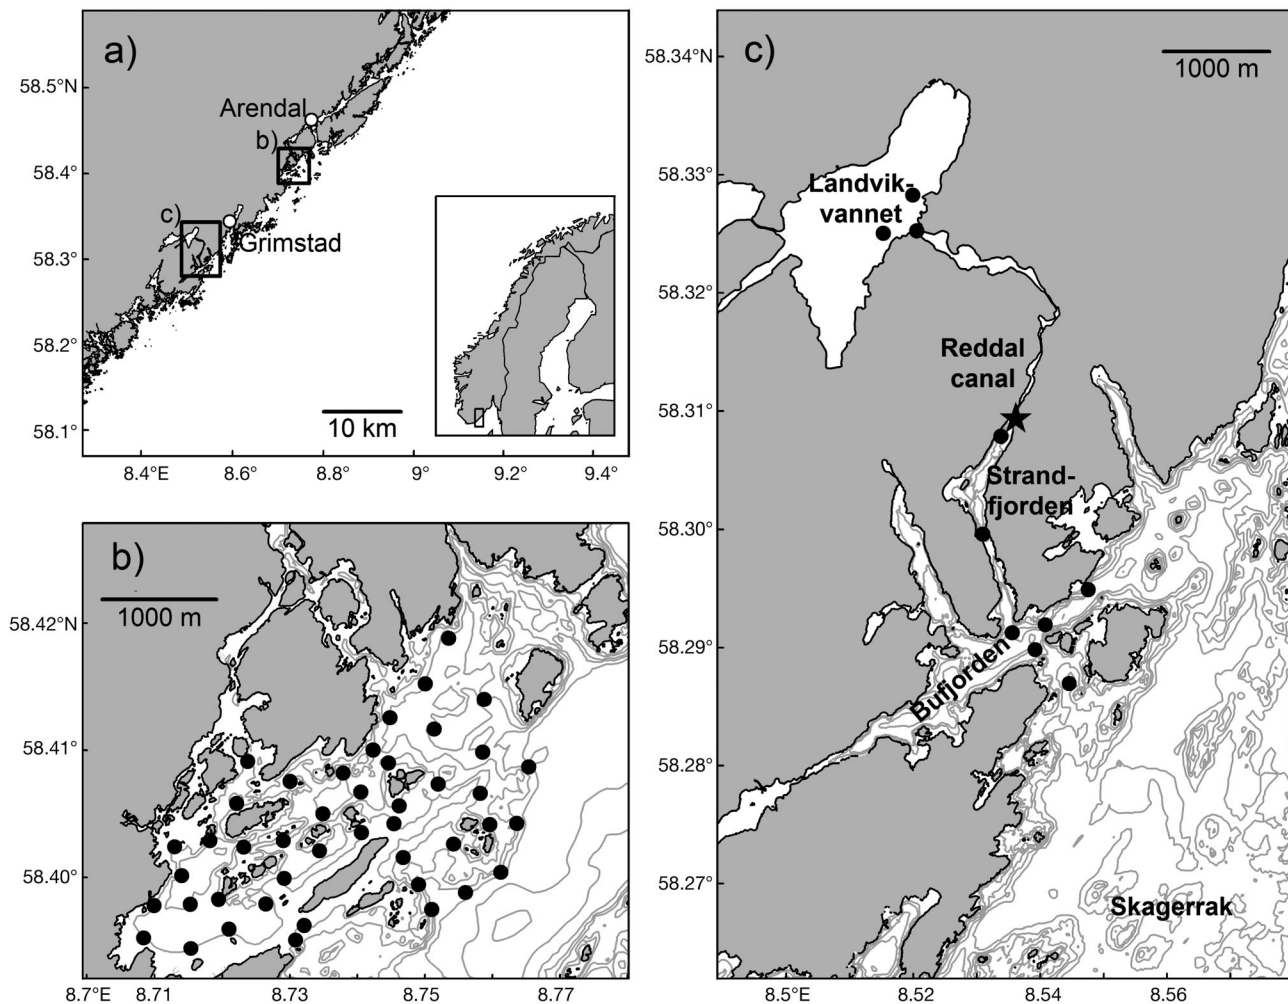 a)
58.5°N
58.4°
58.3°
58.2°
58.1°
Arendal
b)
c)
Grimstad
10 km
8.4°E
8.6°
8.8°
9°
9.2°
9.4°
b)
1000 m
58.42°N
58.41°
58.40°
8.7°E
8.71
8.73°
8.75°
8.77
c)
1000 m
58.34°N
58.33°
58.32°
58.31°
58.30°
58.29°
58.28°
58.27°
Landvik-
vannet
Reddal
canal
Strand-
fjorden
Bufjorden
Skagerrak
8.5°E
8.52
8.54
8.56